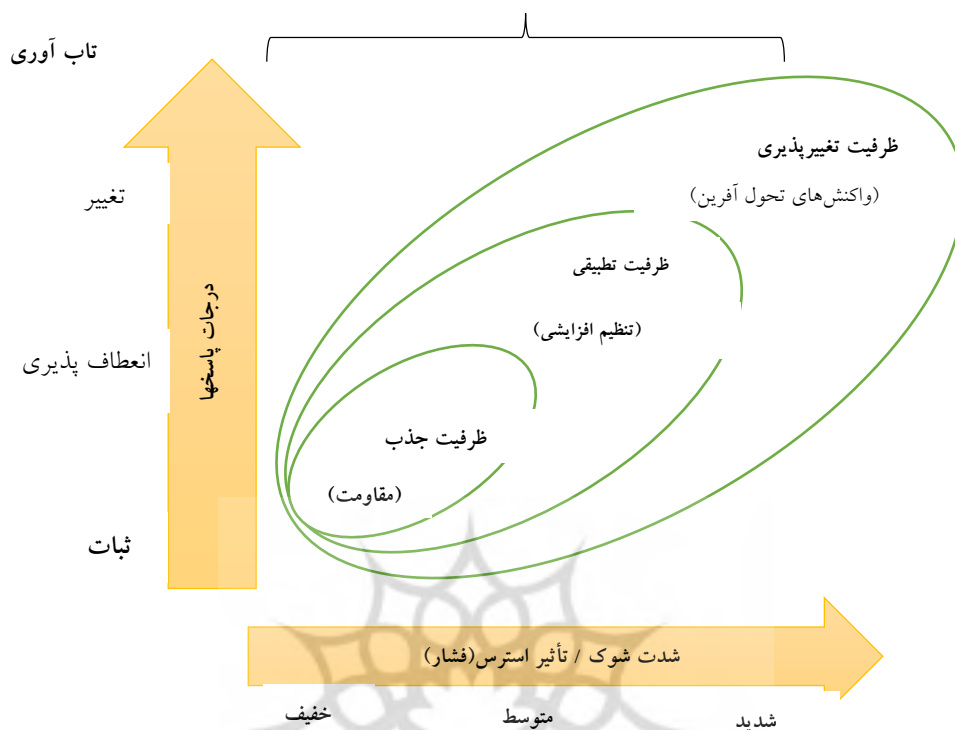 تاب آوری
ظرفیت تغییرپذیری
(واکنش‌های تحول آفرین)
تغییر
ظرفیت تطبیقی
(تنظیم افزایشی)
درجات پاسخها
انعطاف پذیری
ظرفیت جذب
(مقاومت)
ثبات
شدت شوک / تأثیر استرس(فشار)
خفیف
متوسط
شدید